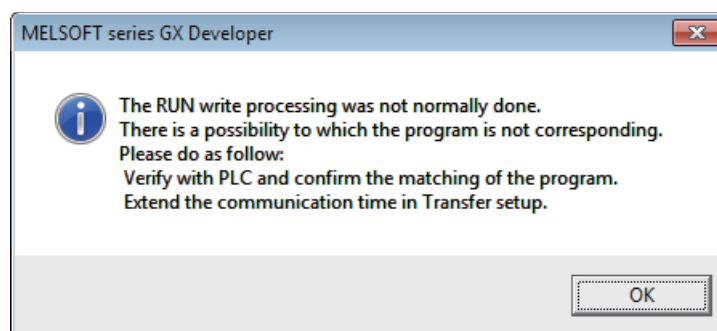 MELSOFT series GX Developer
The RUN write processing was not normally done.
There is a possibility to which the program is not corresponding.
Please do as follow:
Verify with PLC and confirm the matching of the program.
Extend the communication time in Transfer setup.
OK